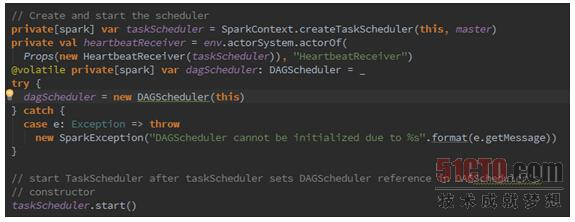 // Create and start the scheduler
private[spark] var taskScheduler = SparkContext.createTaskScheduler(this, master)
private val heartbeatReceiver = env.actorSystem.actorOf(
Props(new HeartbeatReceiver(taskScheduler)), "HeartbeatReceiver")
@volatile private[spark] var dagScheduler: DAGScheduler = _
try {
dagScheduler = new DAGScheduler(this)
} catch {
case e: Exception => throw
new SparkException("DAGScheduler cannot be initialized due to %s".format(e.getMessage))
}
// start TaskScheduler after taskScheduler sets DAGScheduler reference in DAGScheduler's
// constructor
taskScheduler.start()
51CTO.com
技术成就梦想